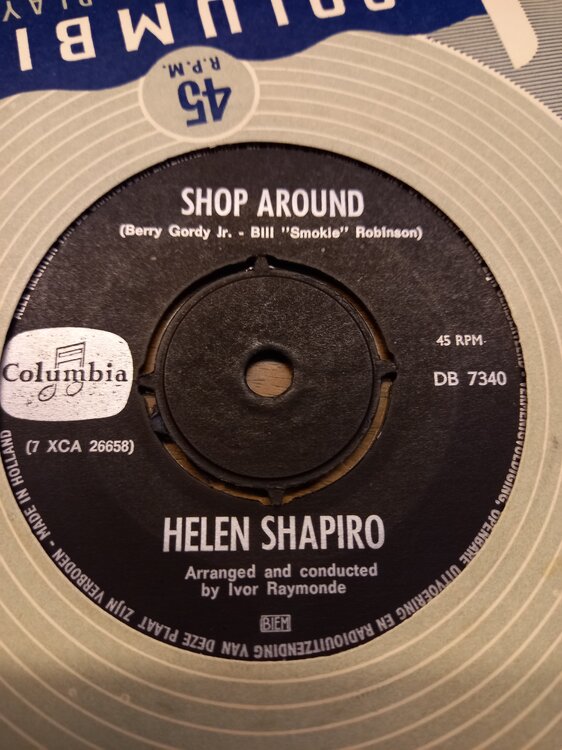 COLUMBI
PLAY
45
R.P.M.
SHOP AROUND
(Berry Gordy Jr. - Bill "Smokie" Robinson)
45 RPM
DB 7340
Columbia
(7 XCA 26658)
HELEN SHAPIRO
Arranged and conducted
by Ivor Raymonde
BIEM
OPENBARE UITVOERING EN RADIOUITZENDING VAN DEZE PLAAT ZIJN VERBODEN - MADE IN HOLLAND